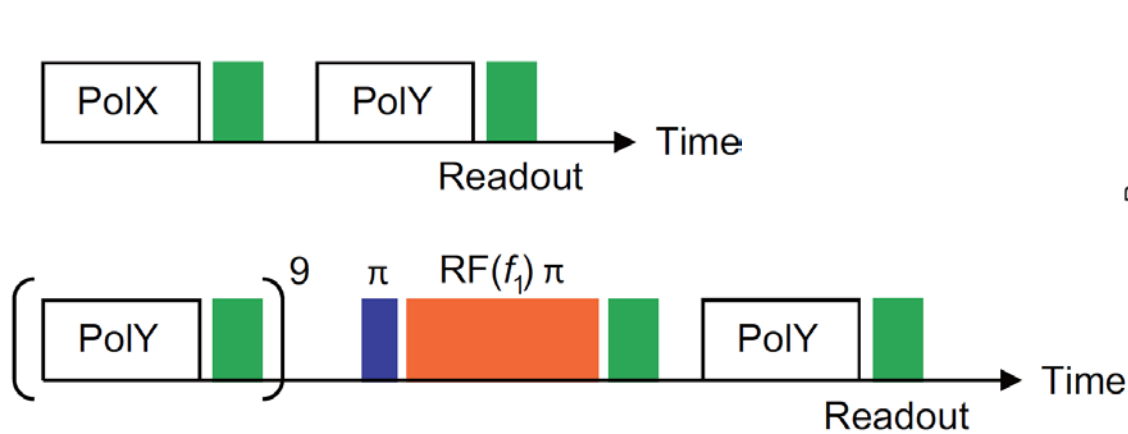 PolX PolY
Time
Readout
9 π RF(f₁) π
PolY PolY
Time
Readout